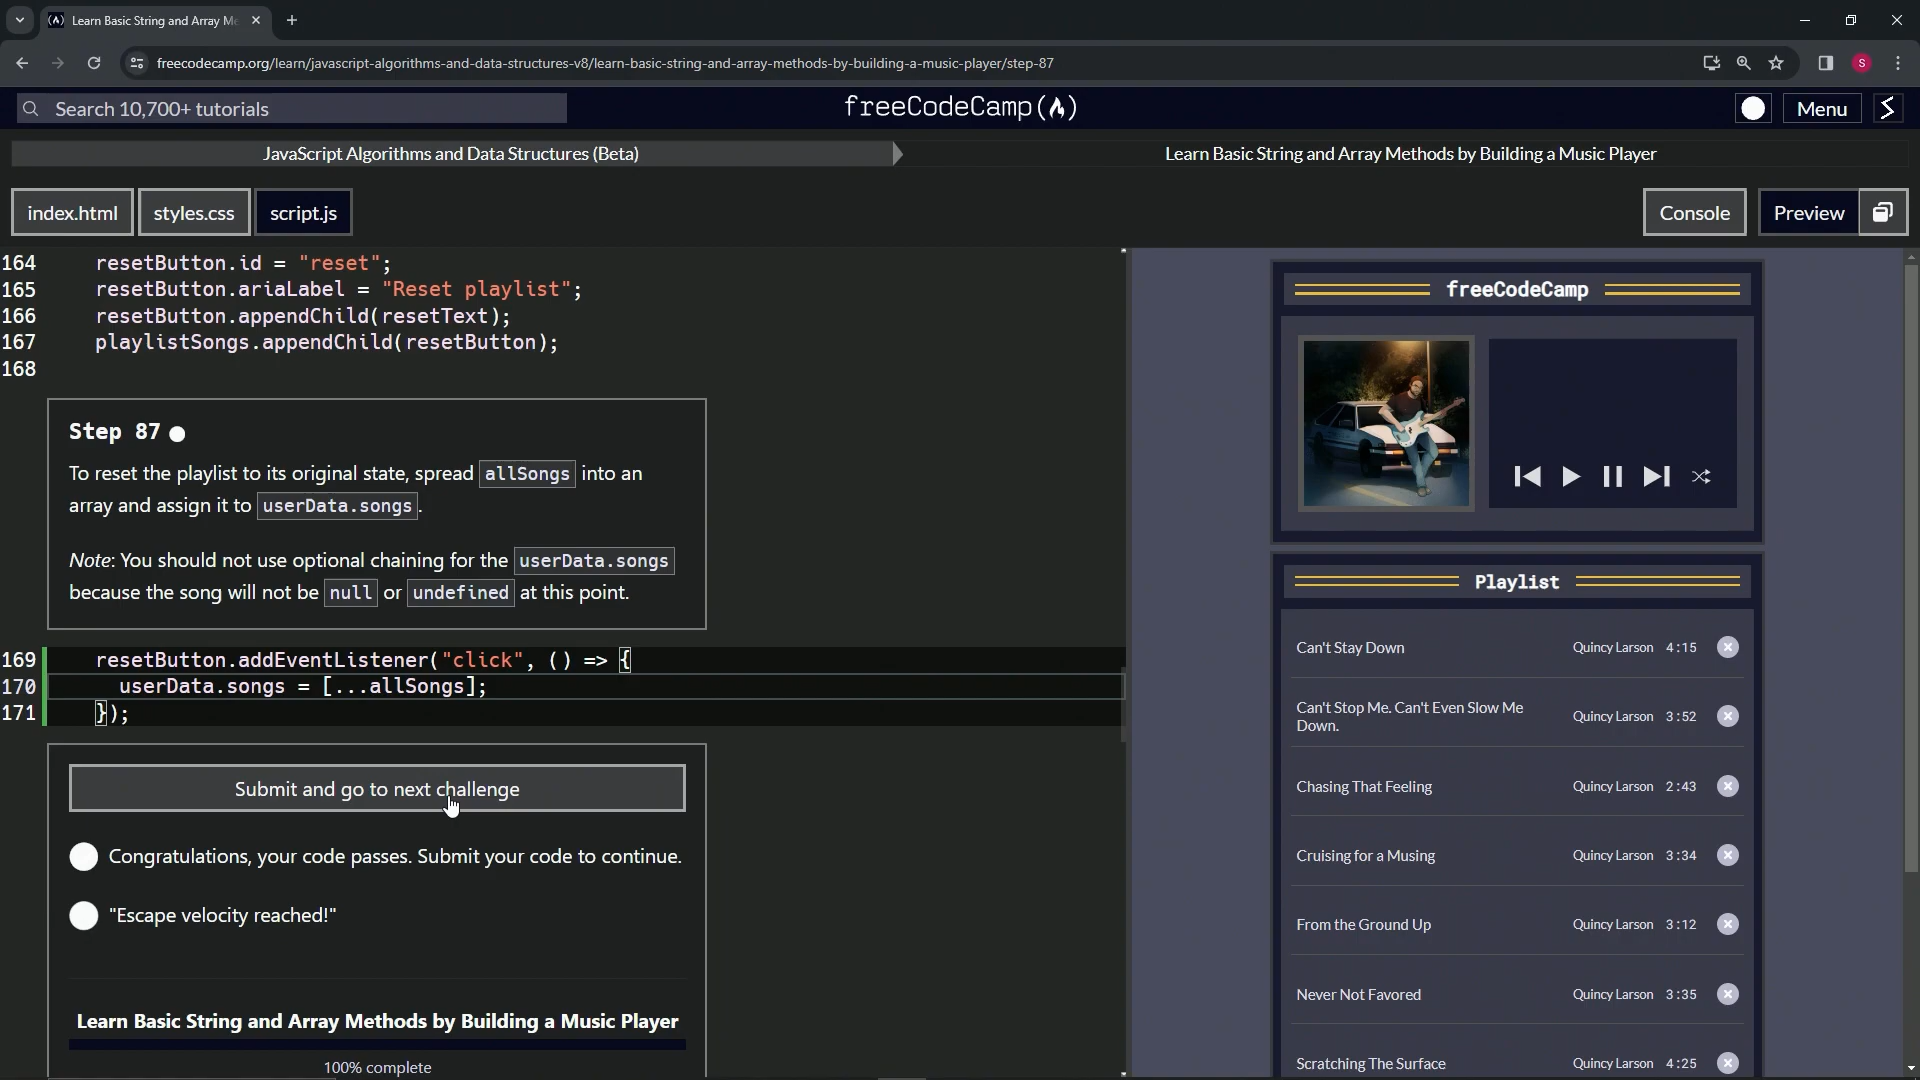 Learn Basic String and Array Me
freecodecamp.org/learn/javascript-algorithms-and-data-structures-v8/learn-basic-string-and-array-methods-by-building-a-music-player/step-87
S
Search 10,700+ tutorials
freeCodeCamp
Menu
JavaScript Algorithms and Data Structures (Beta)
Learn Basic String and Array Methods by Building a Music Player
index.html
styles.css
script.js
Console
Preview
164 resetButton.id = "reset";
165 resetButton.ariaLabel = "Reset playlist";
166 resetButton.appendChild(resetText);
167 playlistSongs.appendChild(resetButton);
168
Step 87
To reset the playlist to its original state, spread allSongs into an
array and assign it to userData.songs.
Note: You should not use optional chaining for the userData.songs
because the song will not be null or undefined at this point.
169 resetButton.addEventListener("click", () => {
170 userData.songs = [...allSongs];
171 });
Submit and go to next challenge
Congratulations, your code passes. Submit your code to continue.
"Escape velocity reached!"
Learn Basic String and Array Methods by Building a Music Player
100% complete
freeCodeCamp
Playlist
Can't Stay Down Quincy Larson 4:15
Can't Stop Me. Can't Even Slow Me
Down.
Quincy Larson 3:52
Chasing That Feeling Quincy Larson 2:43
Cruising for a Musing Quincy Larson 3:34
From the Ground Up Quincy Larson 3:12
Never Not Favored Quincy Larson 3:35
Scratching The Surface Quincy Larson 4:25